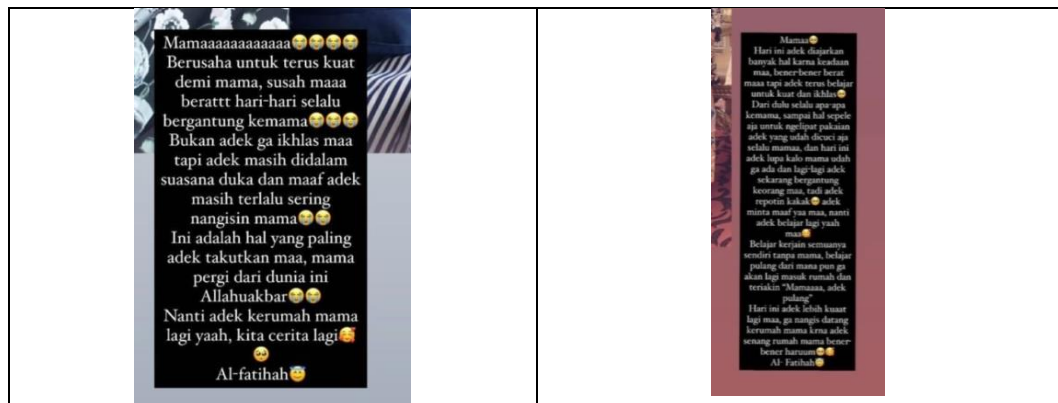 Mamaaaaaaaaaaaa😭😭😭😭
Berusaha untuk terus kuat
demi mama, susah maaa
berattt hari-hari selalu
bergantung kemama😭😭😭
Bukan adek ga ikhlas maa
tapi adek masih didalam
suasana duka dan maaf adek
masih terlalu sering
nangisin mama😭😭
Ini adalah hal yang paling
adek takutkan maa, mama
pergi dari dunia ini
Allahuakbar😭😭
Nanti adek kerumah mama
lagi yaah, kita cerita lagi🥰
🥺
Al-fatihah😇
Mamaa🥺
Hari ini adek diajarkan
banyak hal karna keadaan
maa, bener-bener berat
maaa tapi adek terus belajar
untuk kuat dan ikhlas🥺
Dari dulu selalu apa-apa
kemama, sampai hal sepele
aja untuk ngelipat pakaian
adek yang udah dicuci aja
selalu mamaa, dan hari ini
adek lupa kalo mama udah
ga ada dan lagi-lagi adek
sekarang bergantung
keorang maa, tadi adek
repotin kakak🥺 adek
minta maaf yaa maa, nanti
adek belajar lagi yaah
maa🥰
Belajar kerjain semuanya
sendiri tanpa mama, belajar
pulang dari mana pun ga
akan lagi masuk rumah dan
teriakin "Mamaaaa, adek
pulang"
Hari ini adek lebih kuaat
lagi maa, ga nangis datang
kerumah mama krna adek
senang rumah mama bener-
bener haruum🥺🥰
Al- Fatihah😇